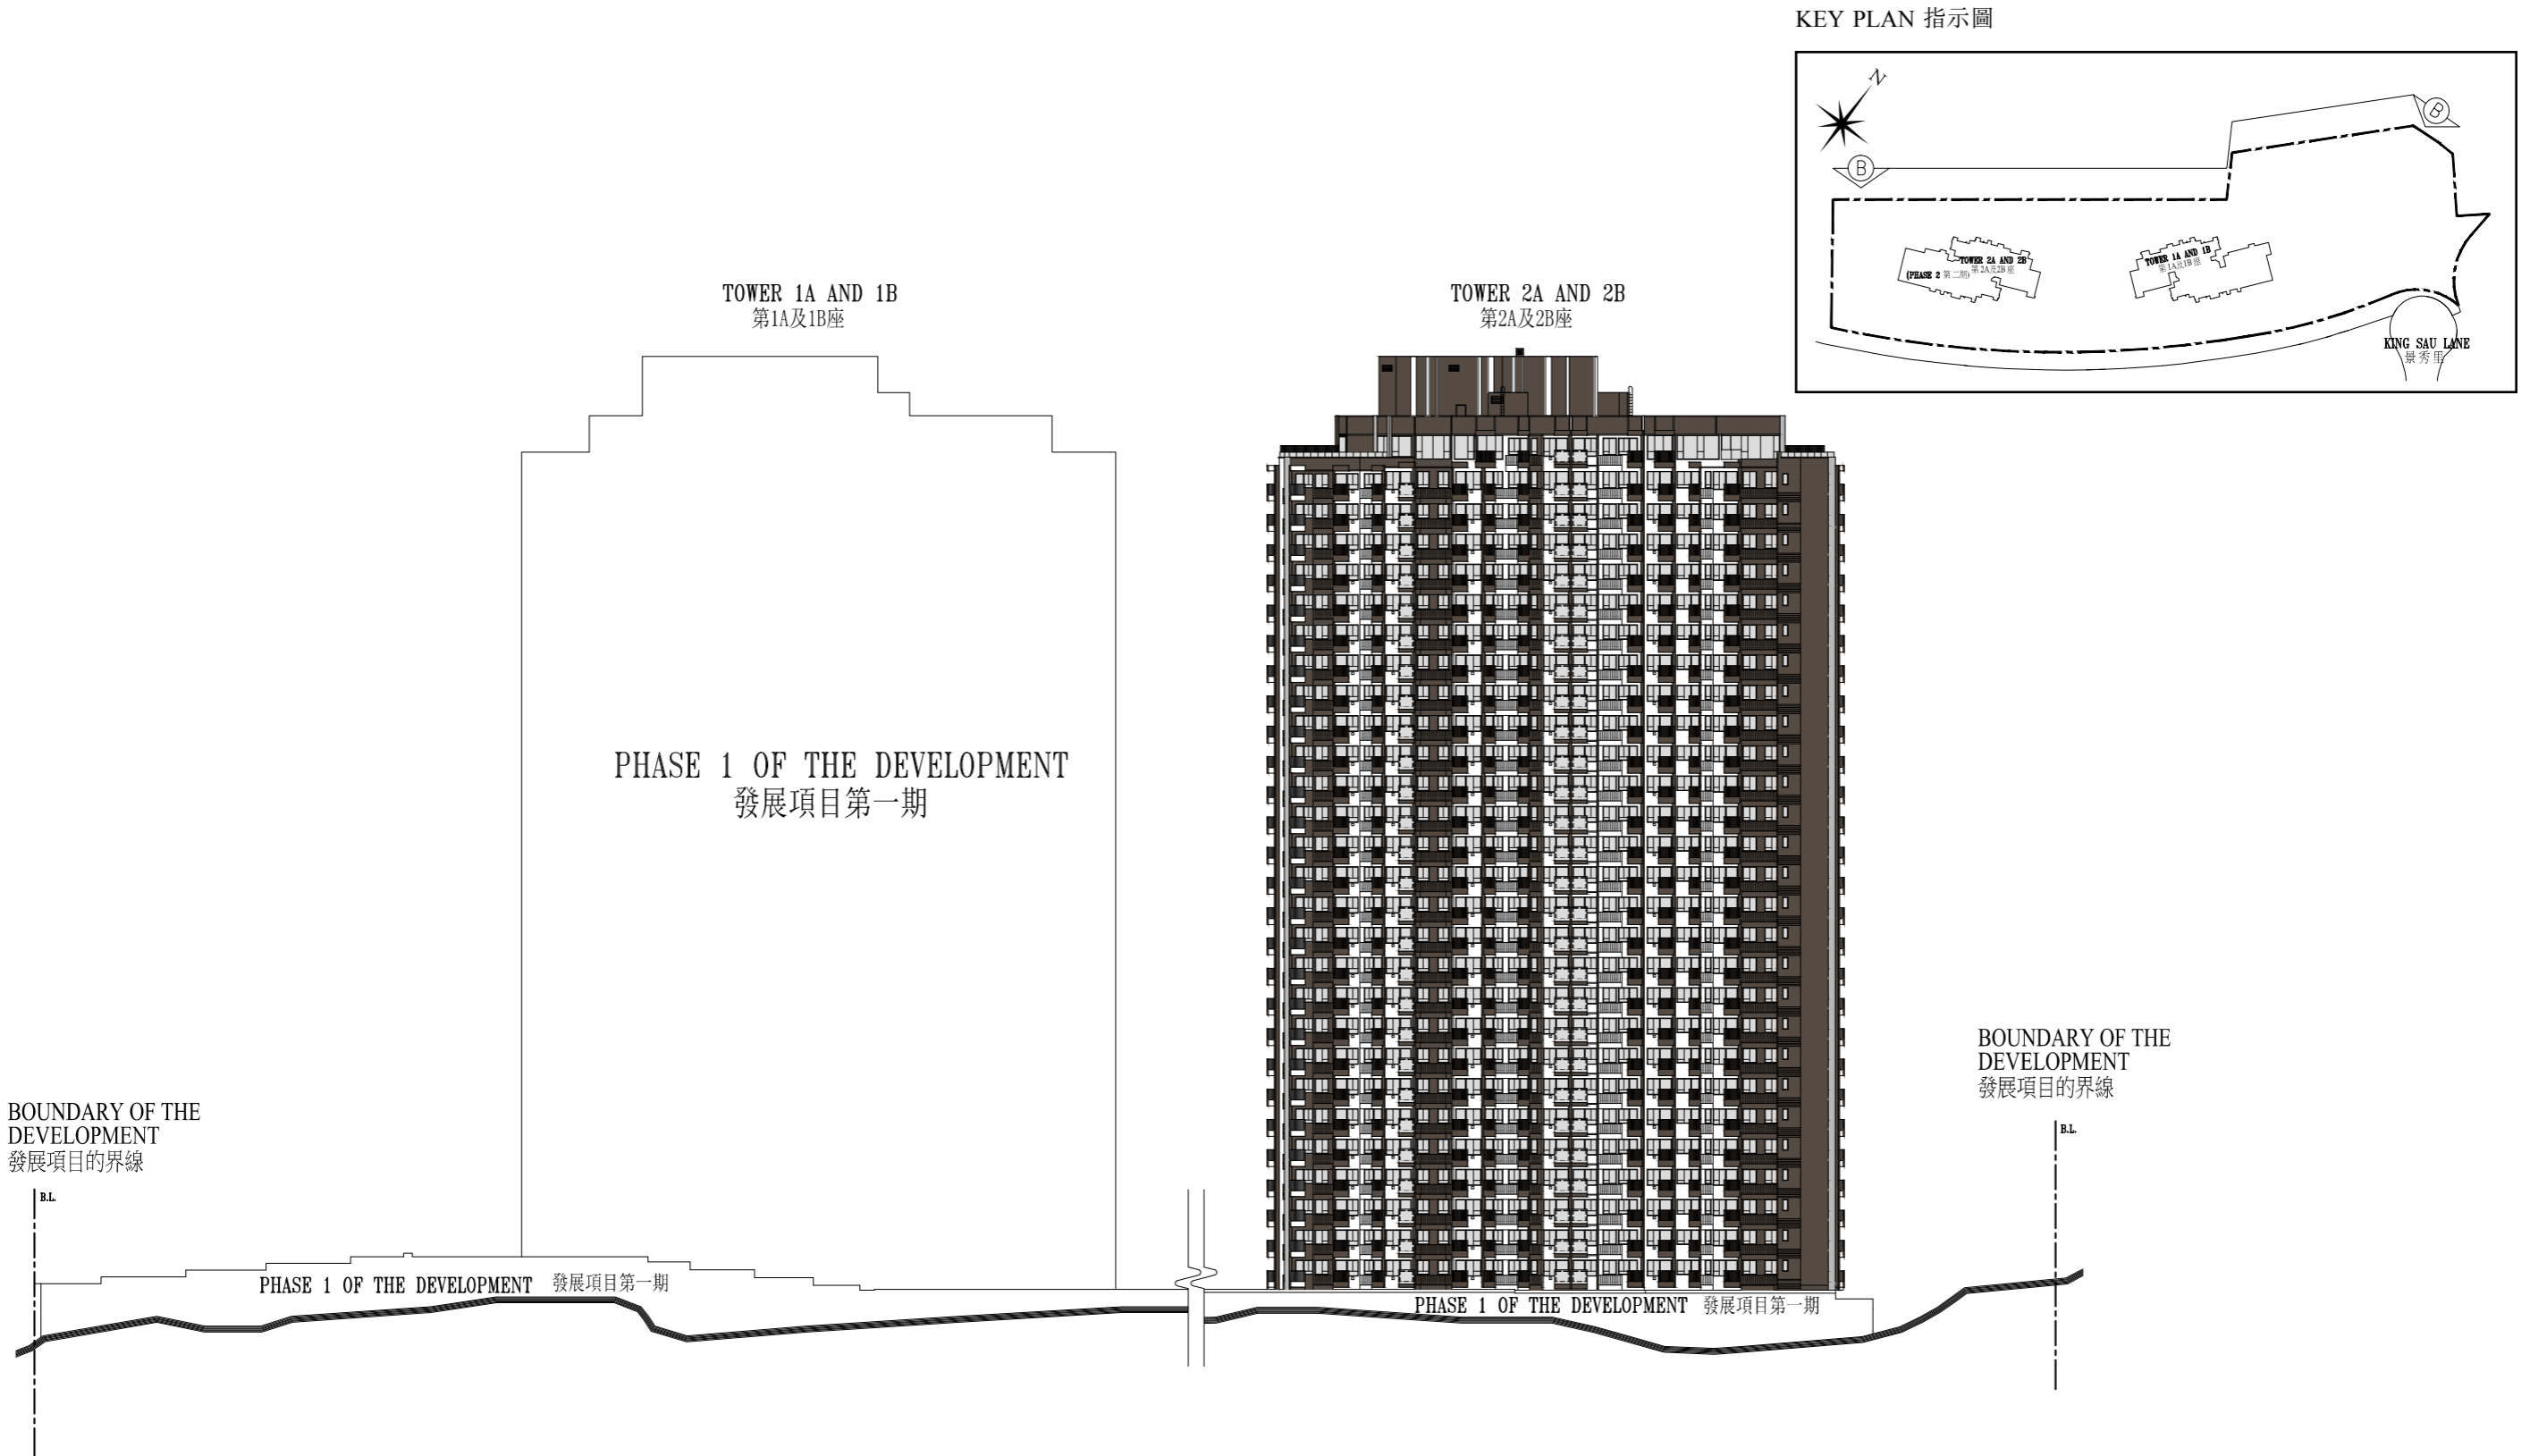 KEY PLAN 指示圖
N
B
B
TOWER 2A AND 2B
第2A及2B座
(PHASE 2 第二期)
TOWER 1A AND 1B
第1A及1B座
KING SAU LANE
景秀里
TOWER 1A AND 1B
第1A及1B座
TOWER 2A AND 2B
第2A及2B座
PHASE 1 OF THE DEVELOPMENT
發展項目第一期
BOUNDARY OF THE
DEVELOPMENT
發展項目的界線
B.L.
BOUNDARY OF THE
DEVELOPMENT
發展項目的界線
B.L.
PHASE 1 OF THE DEVELOPMENT 發展項目第一期
PHASE 1 OF THE DEVELOPMENT 發展項目第一期